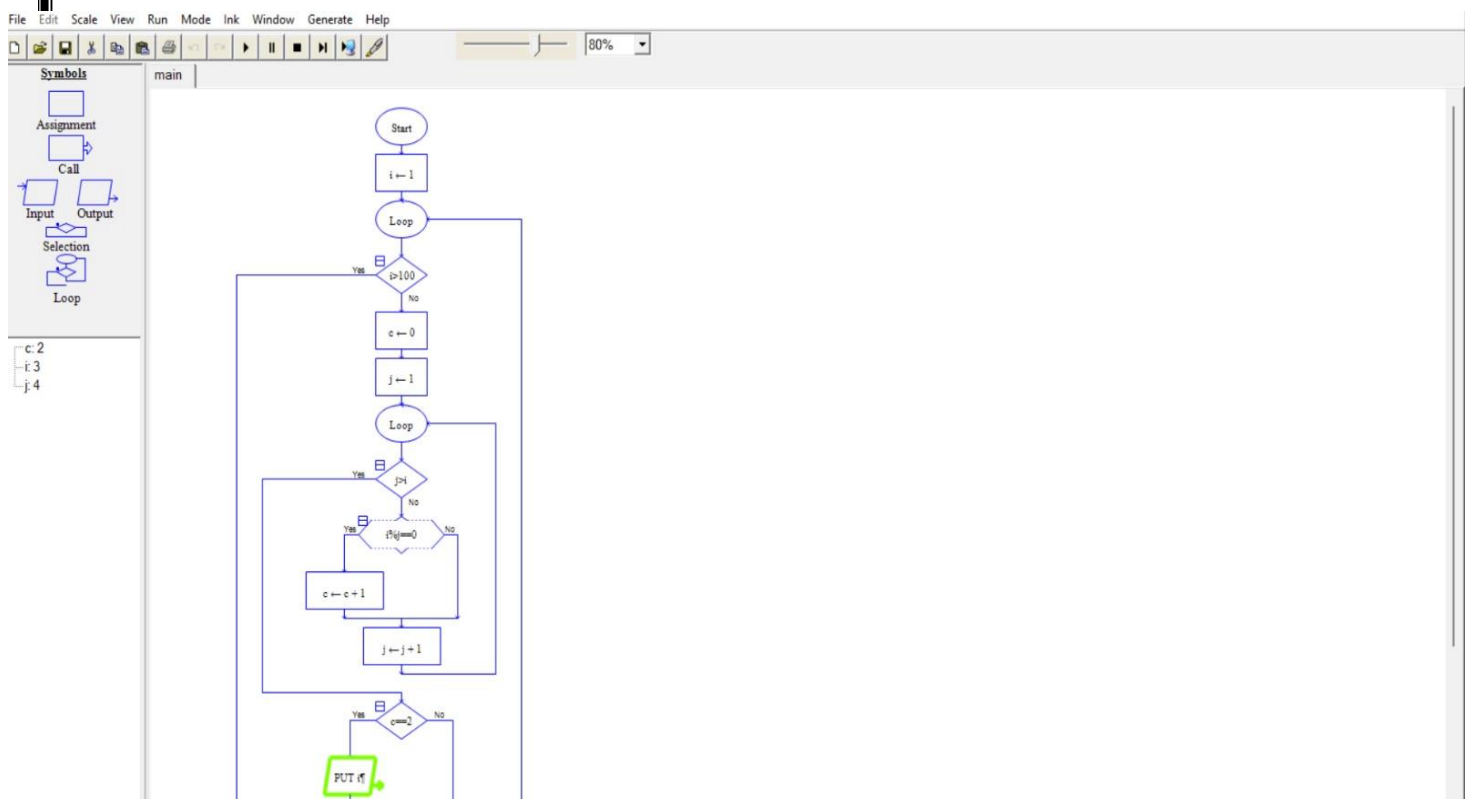 File Edit Scale View Run Mode Ink Window Generate Help
80%
Symbols
main
Assignment
Call
Input Output
Selection
Loop
c: 2
i: 3
j: 4
Start
i ← 1
Loop
Yes
i>100
No
c ← 0
j ← 1
Loop
Yes
j>i
No
Yes
i%j==0
No
c ← c + 1
j ← j + 1
Yes
c==2
No
PUT i¶